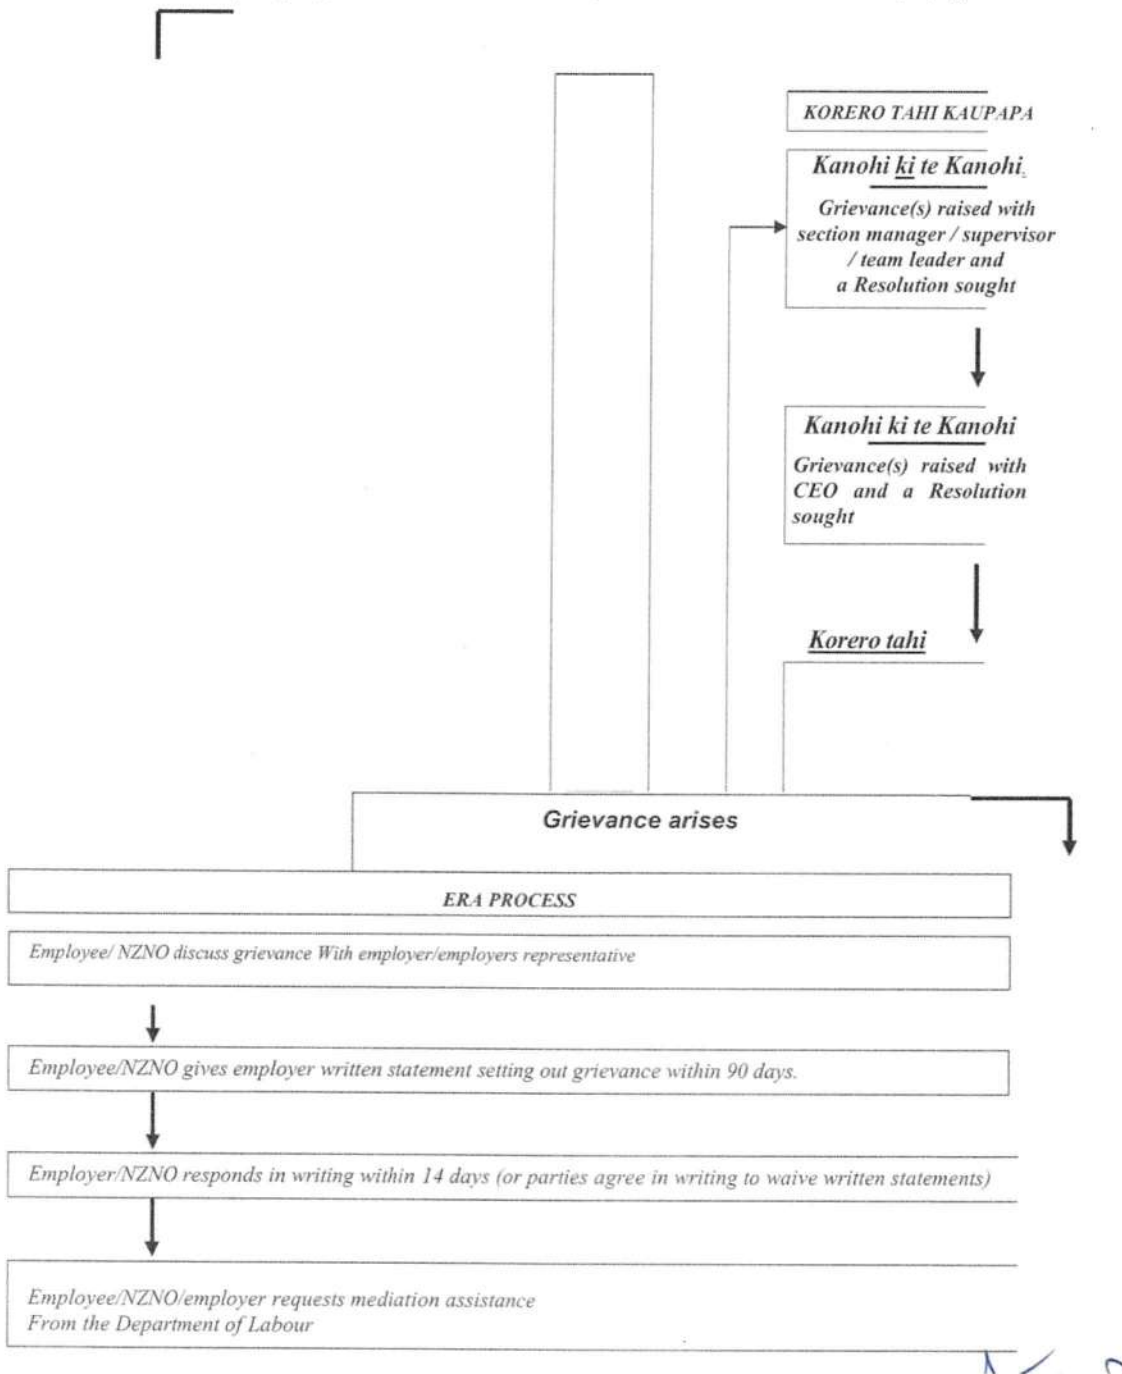 KORERO TAHI KAUPAPA
Kanohi ki te Kanohi.
Grievance(s) raised with
section manager / supervisor
/ team leader and
a Resolution sought
Kanohi ki te Kanohi
Grievance(s) raised with
CEO and a Resolution
sought
Korero tahi
Grievance arises
ERA PROCESS
Employee/ NZNO discuss grievance With employer/employers representative
Employee/NZNO gives employer written statement setting out grievance within 90 days.
Employer/NZNO responds in writing within 14 days (or parties agree in writing to waive written statements)
Employee/NZNO/employer requests mediation assistance
From the Department of Labour